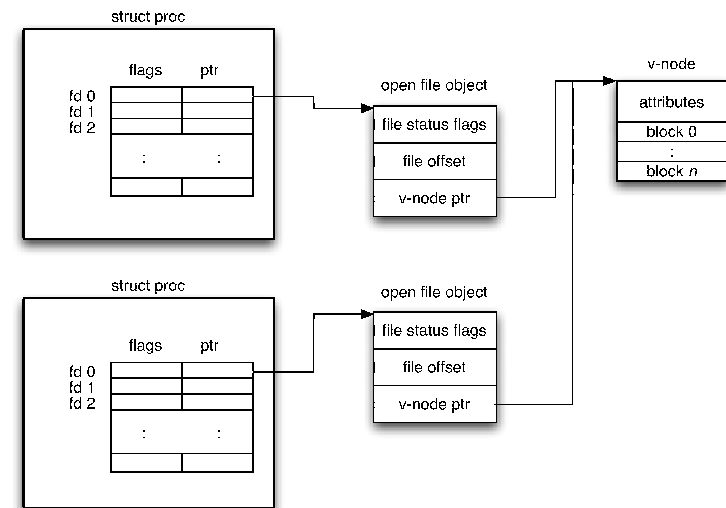 struct proc
flags ptr
fd 0
fd 1
fd 2
: :
open file object
file status flags
file offset
v-node ptr
v-node
attributes
block 0
:
block n
struct proc
flags ptr
fd 0
fd 1
fd 2
: :
open file object
file status flags
file offset
v-node ptr